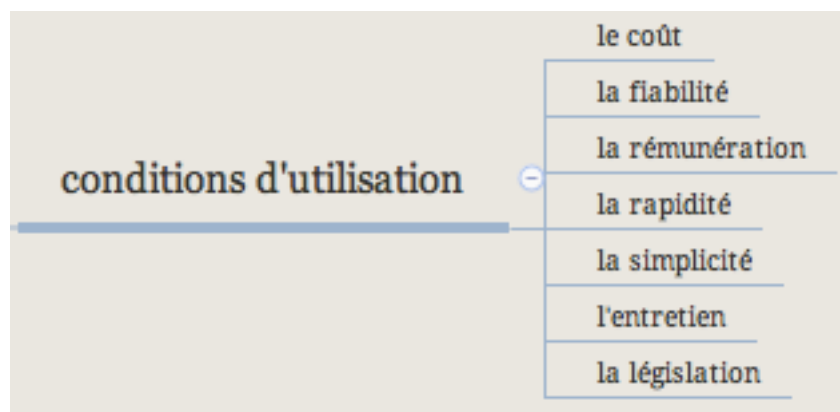 le coût
la fiabilité
la rémunération
conditions d'utilisation
la rapidité
la simplicité
l'entretien
la législation